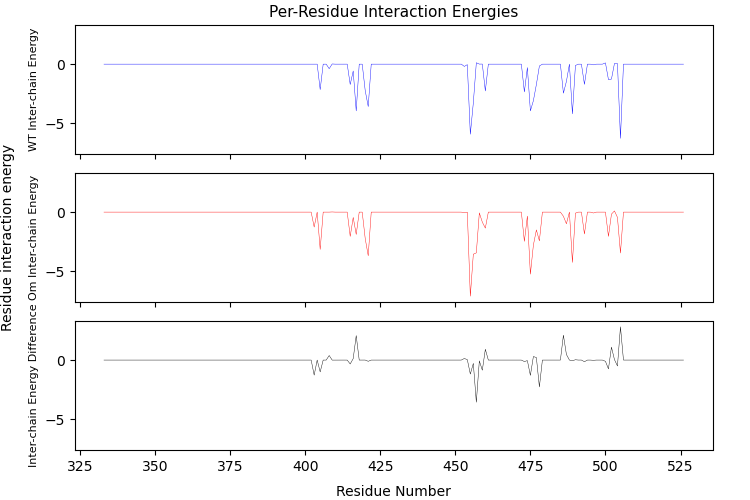 Per-Residue Interaction Energies
Residue interaction energy
WT Inter-chain Energy
0
−5
Om Inter-chain Energy
0
−5
Inter-chain Energy Difference
0
−5
325 350 375 400 425 450 475 500 525
Residue Number